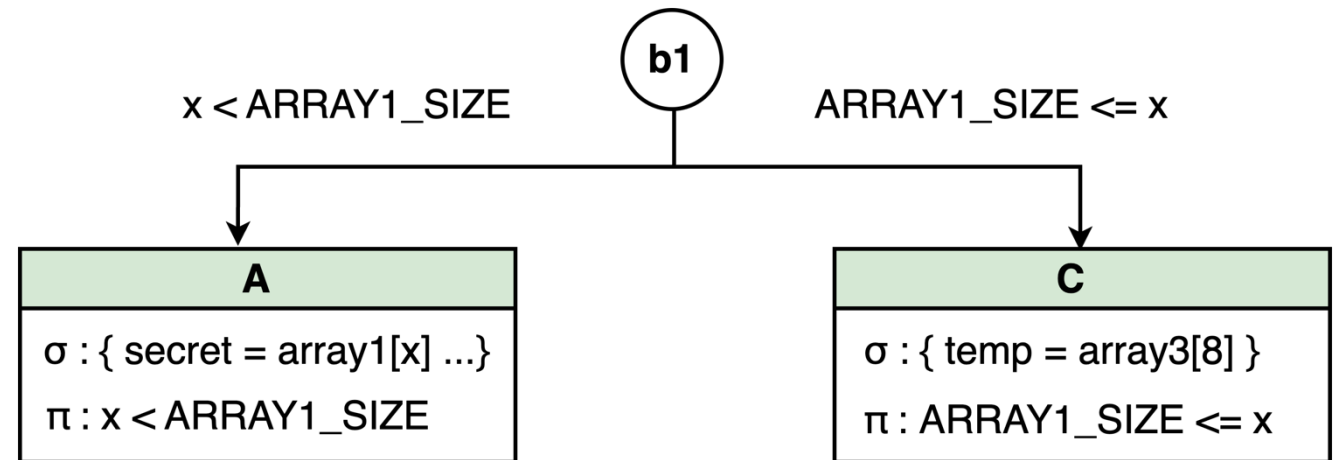 b1
x < ARRAY1_SIZE
ARRAY1_SIZE <= x
A
σ : { secret = array1[x] ...}
π : x < ARRAY1_SIZE
C
σ : { temp = array3[8] }
π : ARRAY1_SIZE <= x